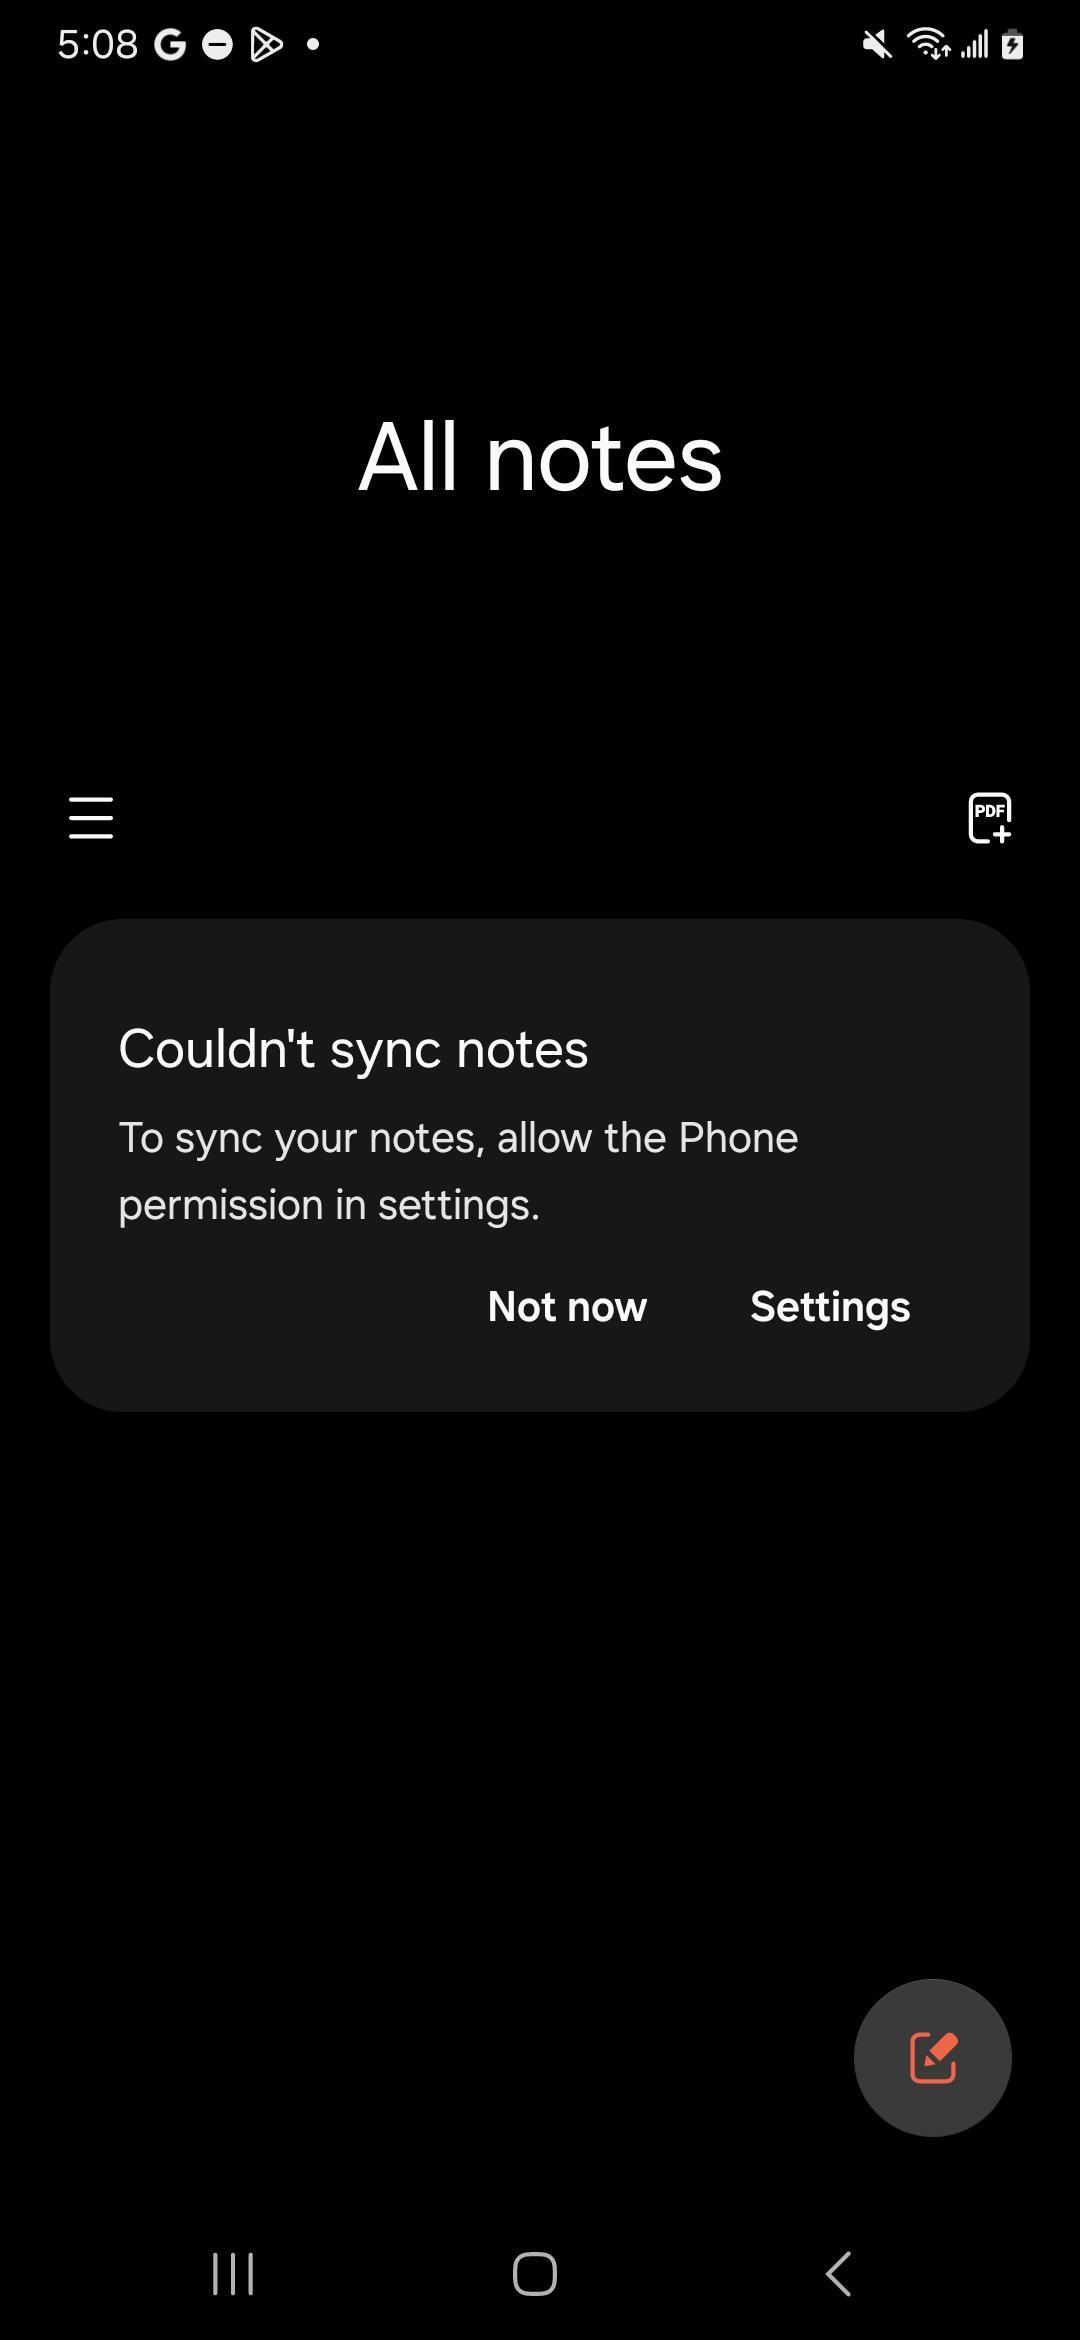 5:08
All notes
PDF
Couldn't sync notes
To sync your notes, allow the Phone
permission in settings.
Not now Settings